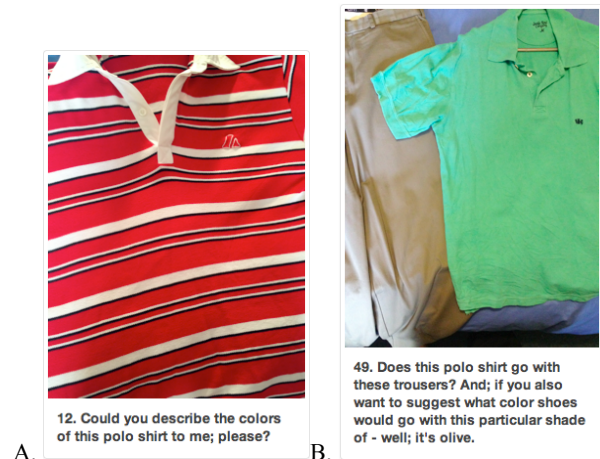 12. Could you describe the colors
of this polo shirt to me; please?
A.
49. Does this polo shirt go with
these trousers? And; if you also
want to suggest what color shoes
would go with this particular shade
of - well; it's olive.
B.